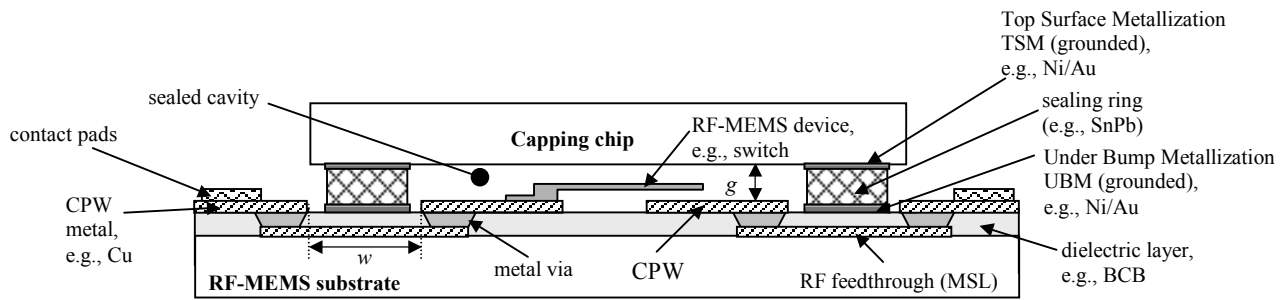 Top Surface Metallization
TSM (grounded),
e.g., Ni/Au
sealing ring
(e.g., SnPb)
Under Bump Metallization
UBM (grounded),
e.g., Ni/Au
dielectric layer,
e.g., BCB
sealed cavity
contact pads
Capping chip
RF-MEMS device,
e.g., switch
g
CPW
metal,
e.g., Cu
w
metal via
CPW
RF feedthrough (MSL)
RF-MEMS substrate